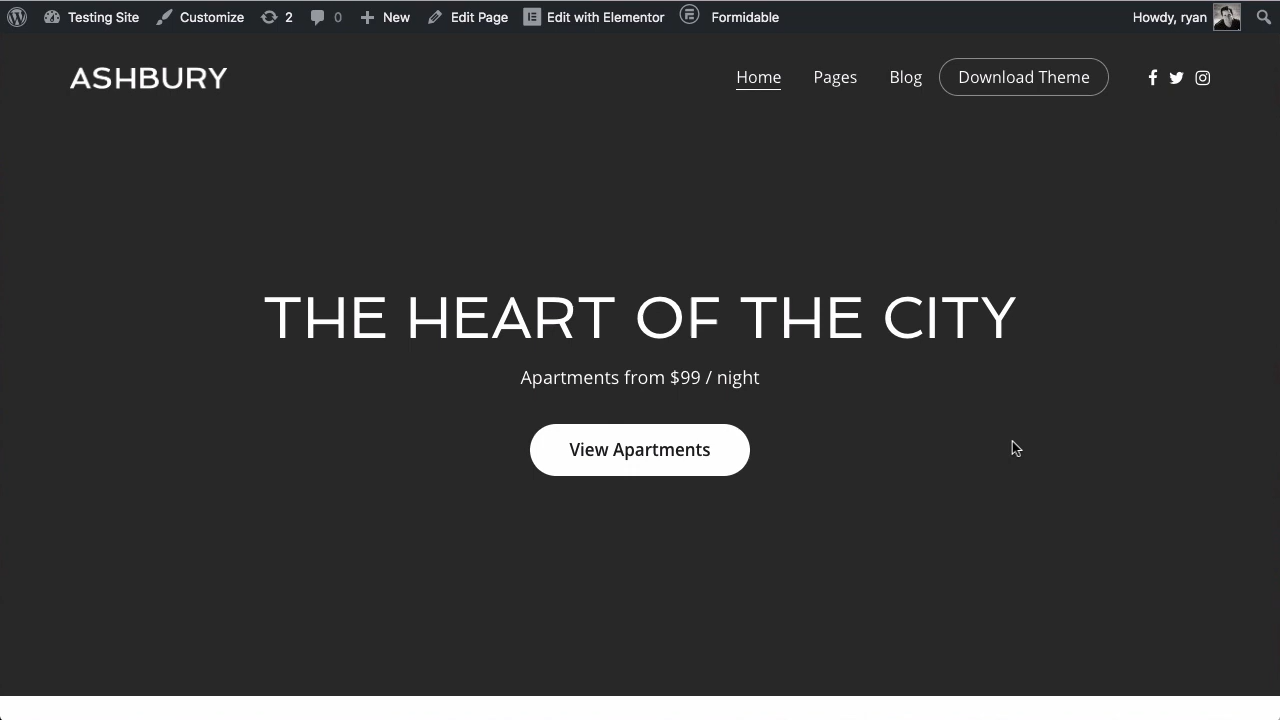 Testing Site Customize 2 0 New Edit Page Edit with Elementor Formidable Howdy, ryan
ASHBURY Home Pages Blog Download Theme
THE HEART OF THE CITY
Apartments from $99 / night
View Apartments